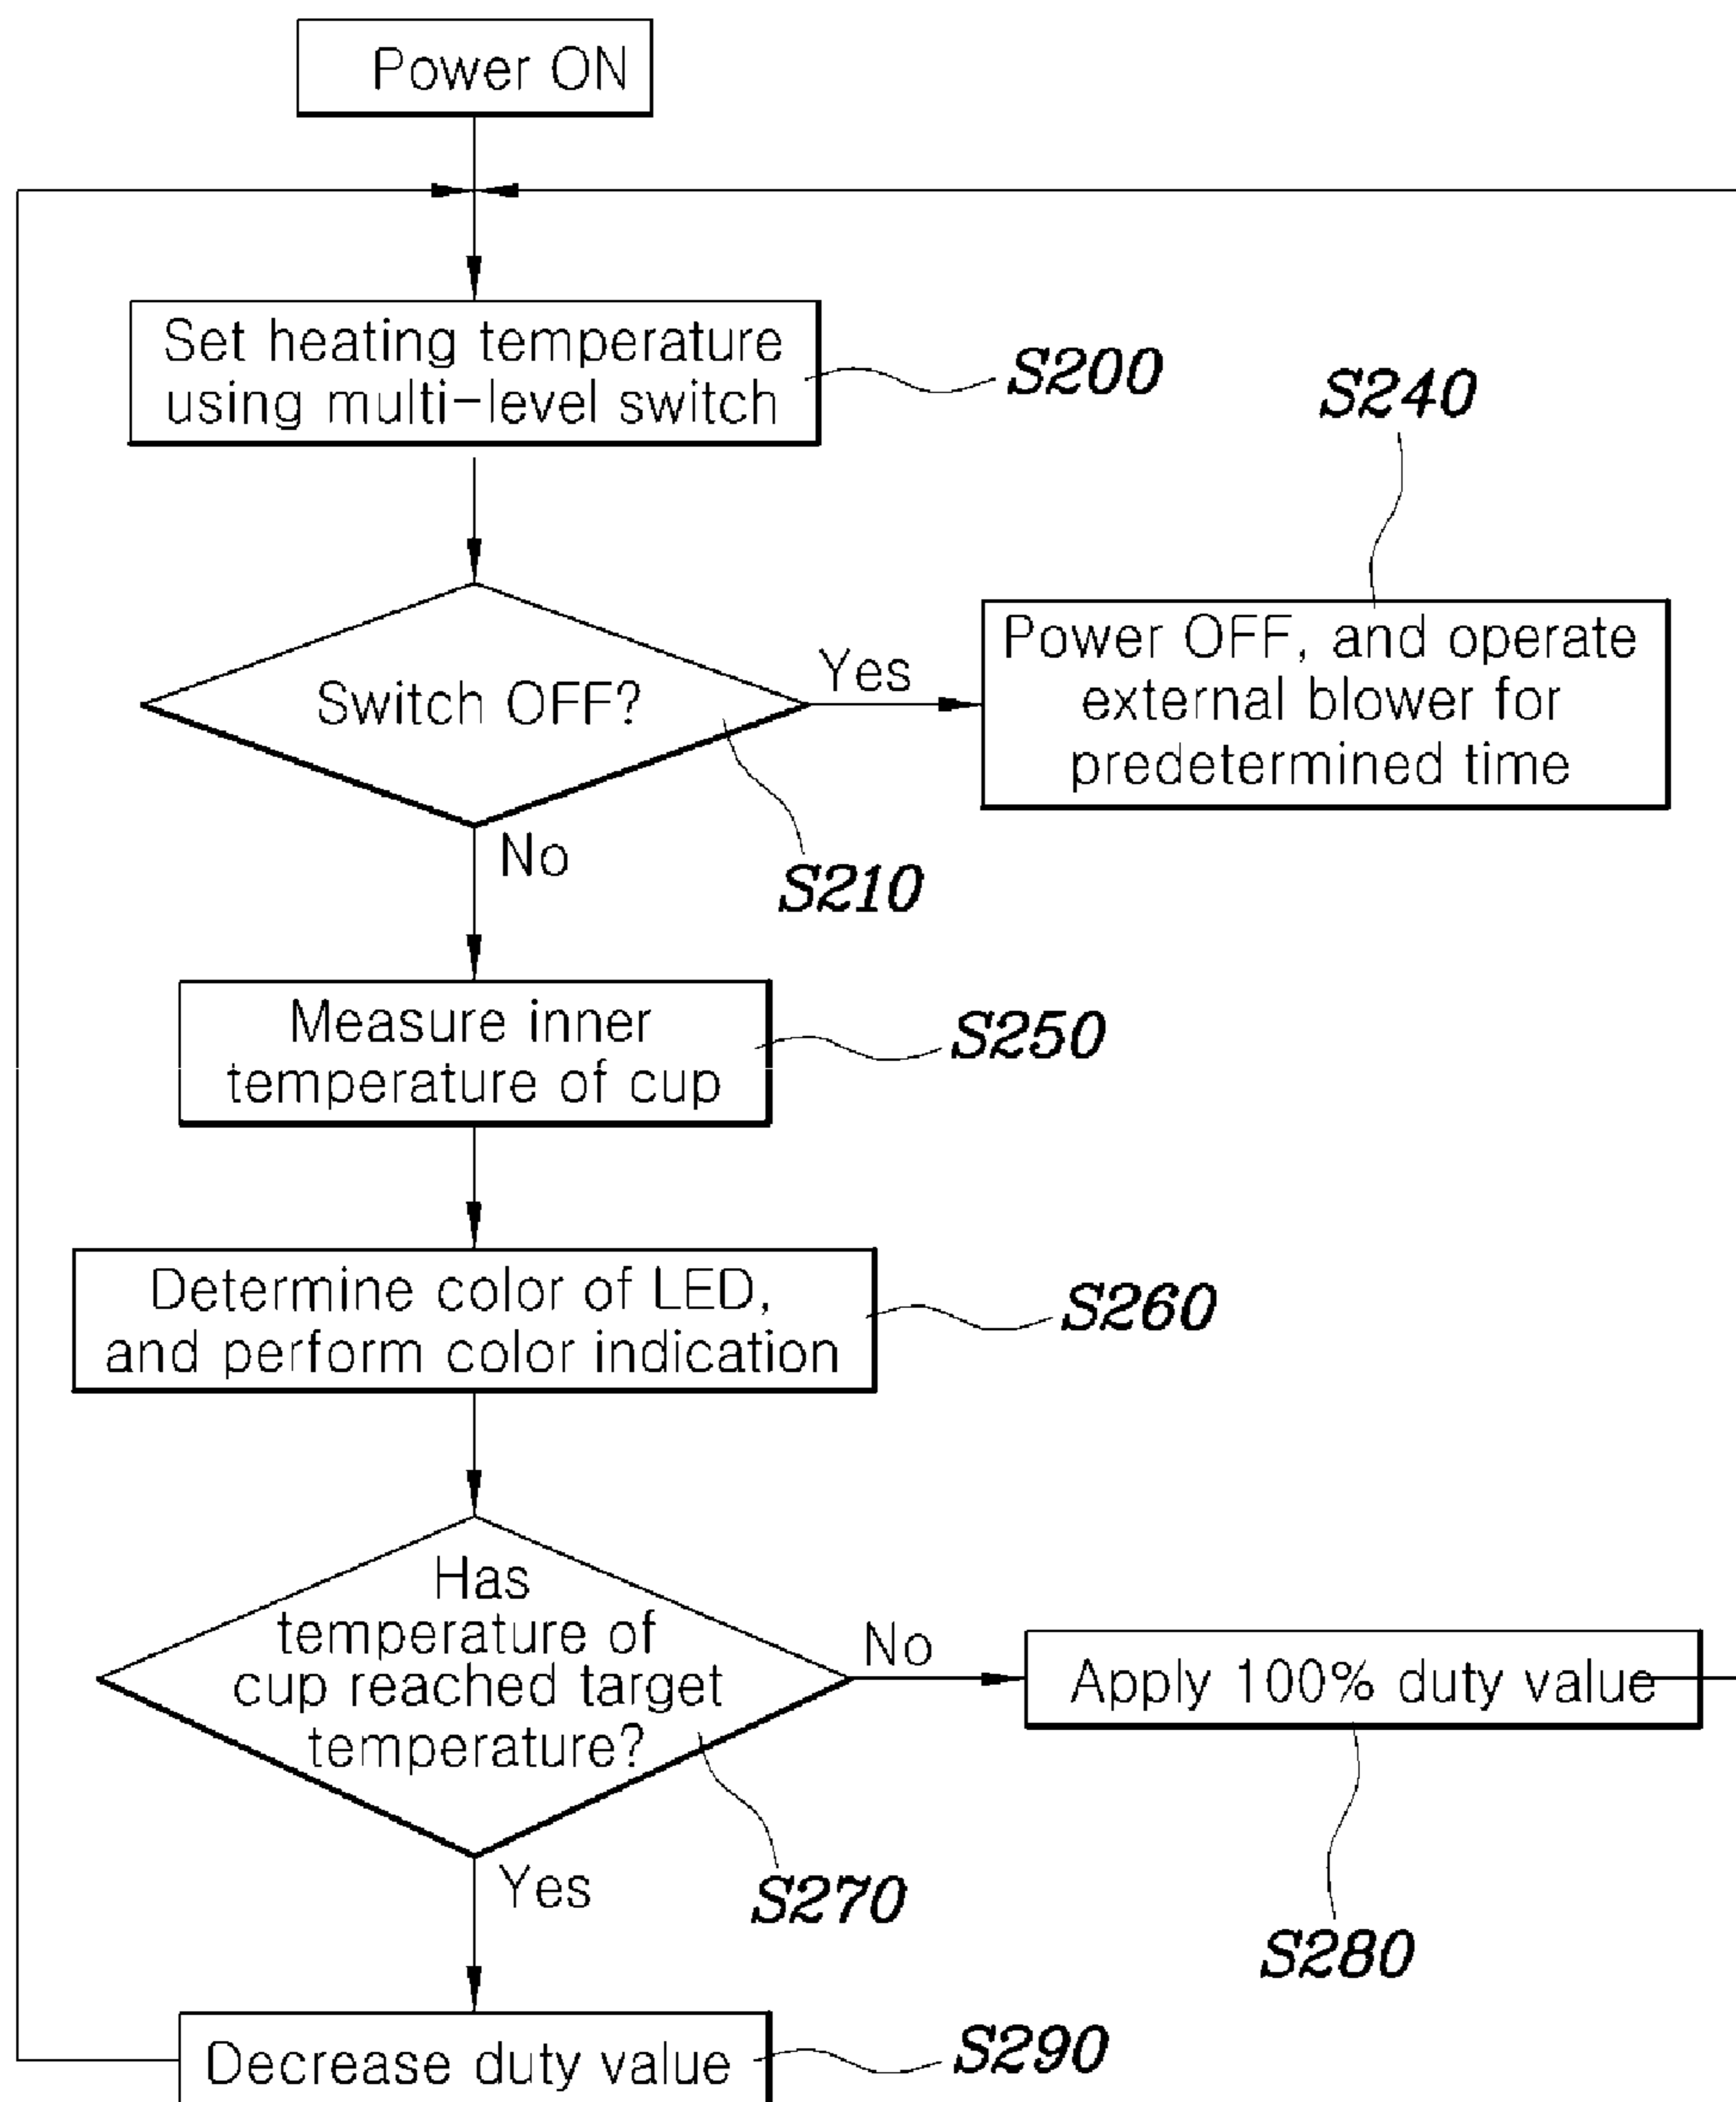 Power ON
Set heating temperature
using multi-level switch
S200
S240
Switch OFF?
Yes
Power OFF, and operate
external blower for
predetermined time
No
S210
Measure inner
temperature of cup
S250
Determine color of LED,
and perform color indication
S260
Has
temperature of
cup reached target
temperature?
No
Apply 100% duty value
Yes
S270
S280
Decrease duty value
S290